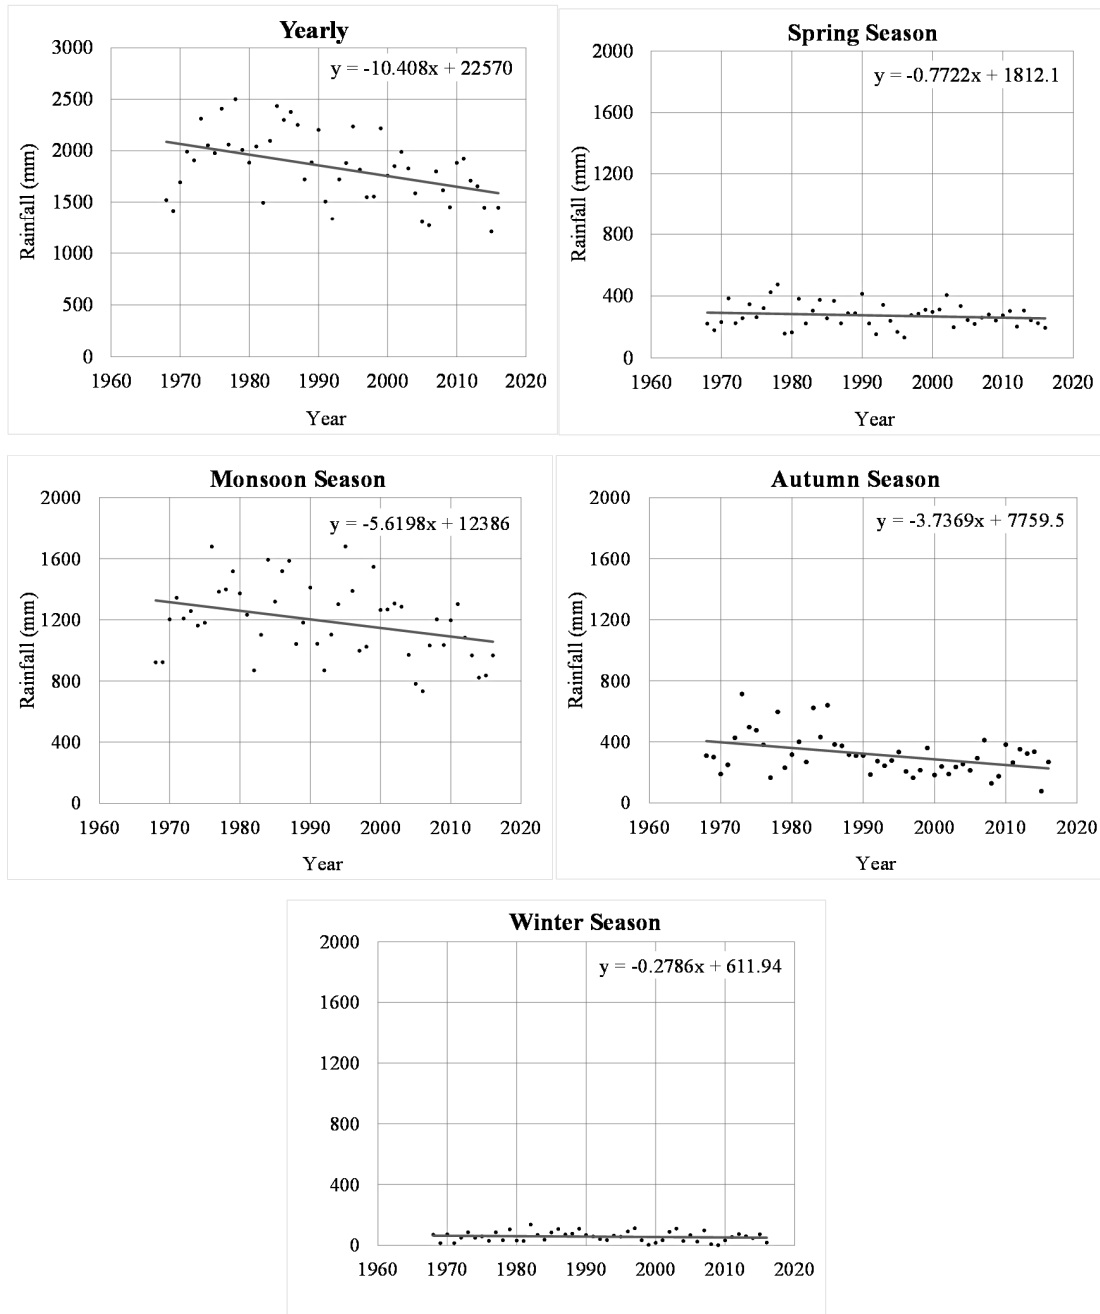 Yearly
y = -10.408x + 22570
3000
2500
2000
1500
1000
500
0
Rainfall (mm)
1960 1970 1980 1990 2000 2010 2020
Year
Spring Season
y = -0.7722x + 1812.1
2000
1600
1200
800
400
0
Rainfall (mm)
1960 1970 1980 1990 2000 2010 2020
Year
Monsoon Season
y = -5.6198x + 12386
2000
1600
1200
800
400
0
Rainfall (mm)
1960 1970 1980 1990 2000 2010 2020
Year
Autumn Season
y = -3.7369x + 7759.5
2000
1600
1200
800
400
0
Rainfall (mm)
1960 1970 1980 1990 2000 2010 2020
Year
Winter Season
y = -0.2786x + 611.94
2000
1600
1200
800
400
0
1960 1970 1980 1990 2000 2010 2020